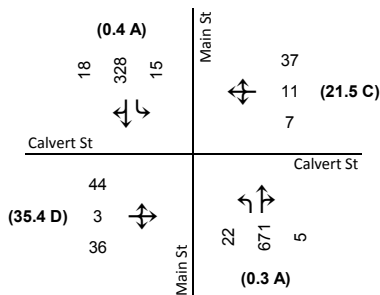 (0.4 A)
18 328 15
Main St
37
11 (21.5 C)
7
Calvert St
Calvert St
44
(35.4 D) 3
36
22 671 5
Main St
(0.3 A)